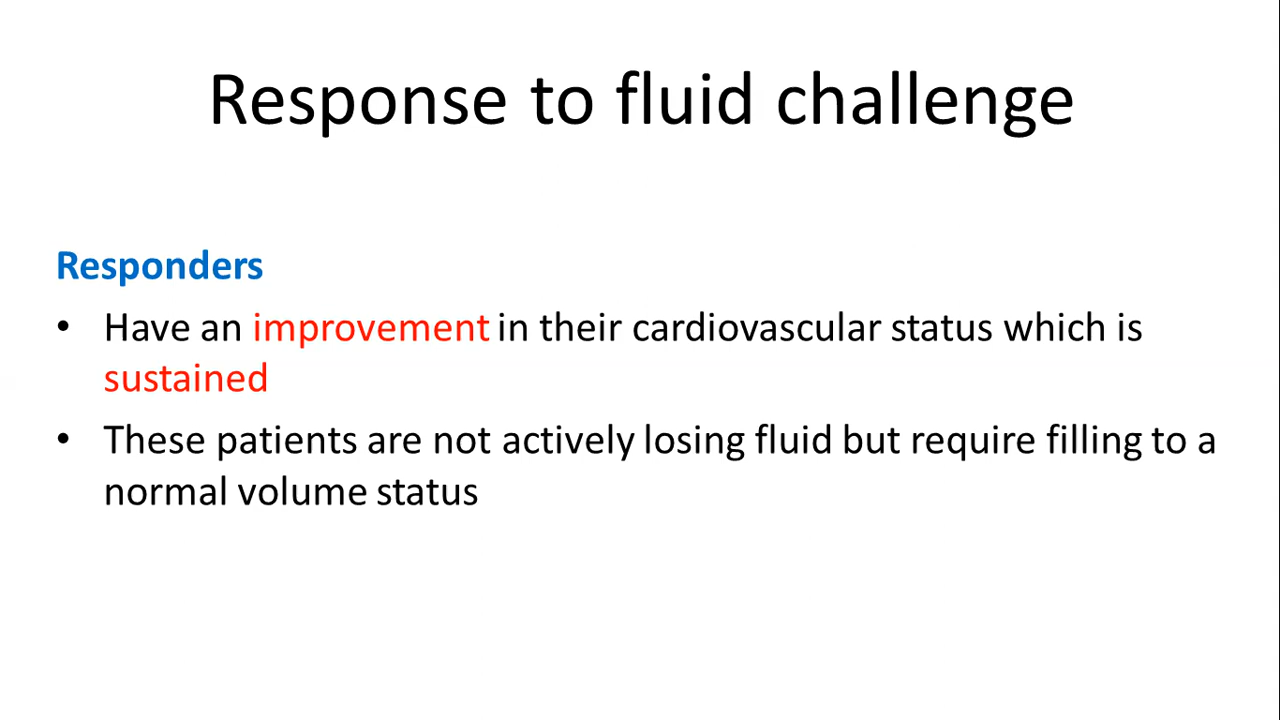 Response to fluid challenge
Responders
• Have an improvement in their cardiovascular status which is
sustained
• These patients are not actively losing fluid but require filling to a
normal volume status